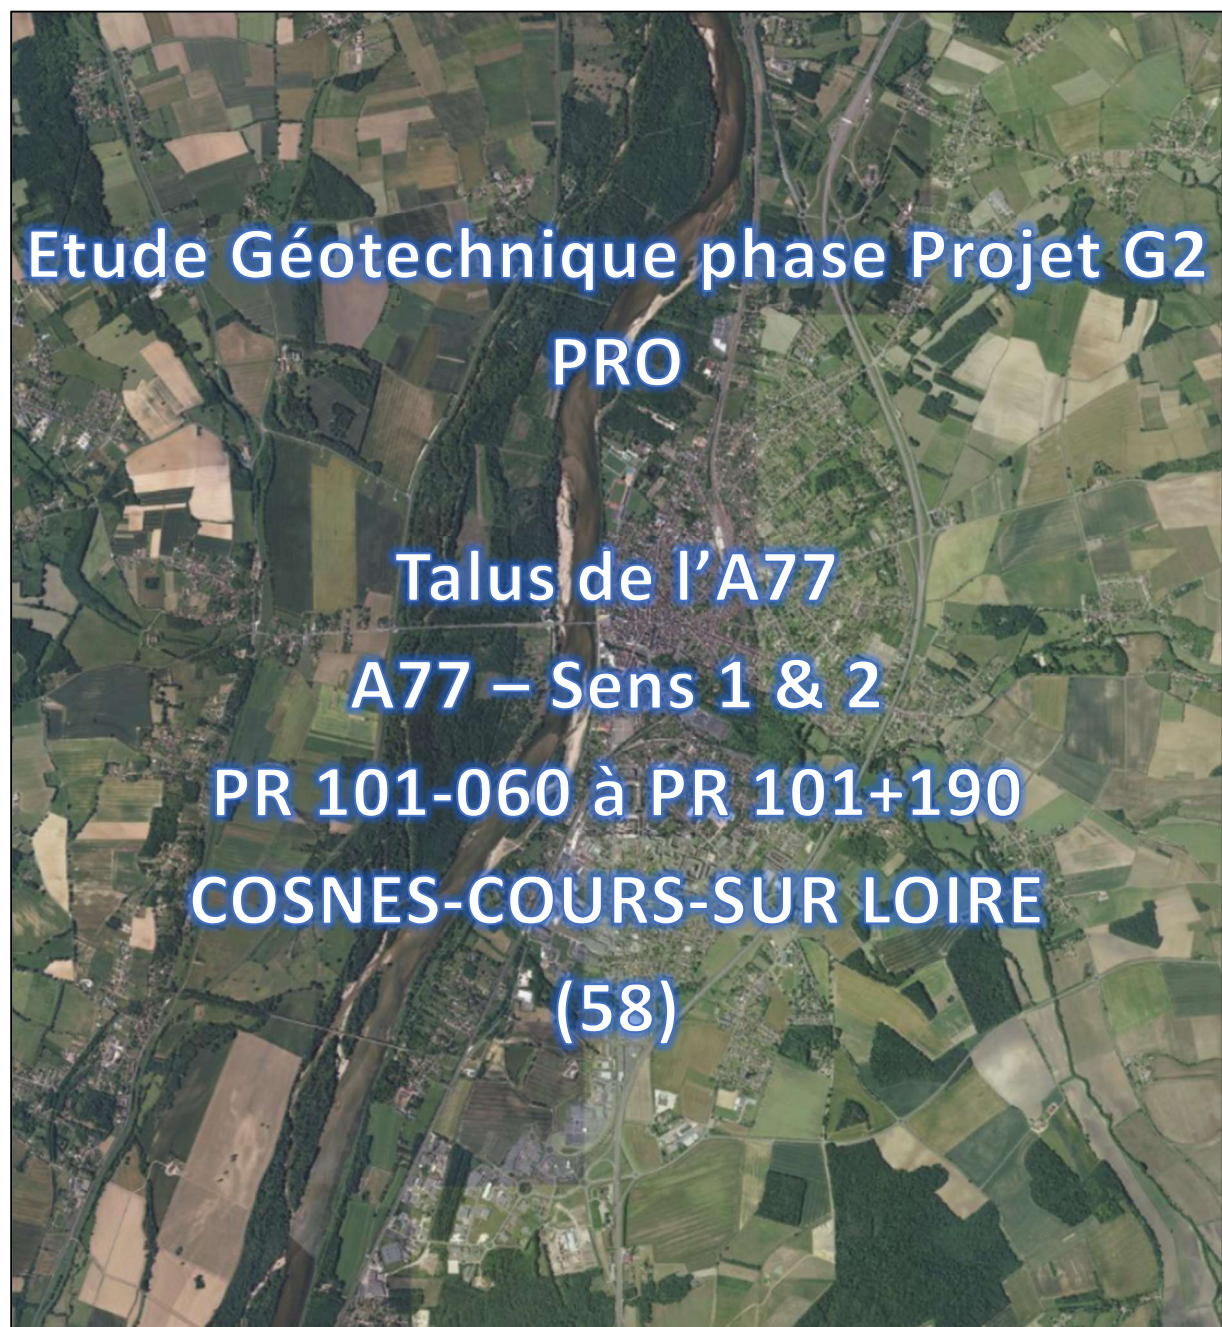 Etude Géotechnique phase Projet G2
PRO
Talus de l’A77
A77 – Sens 1 & 2
PR 101-060 à PR 101+190
COSNES-COURS-SUR LOIRE
(58)